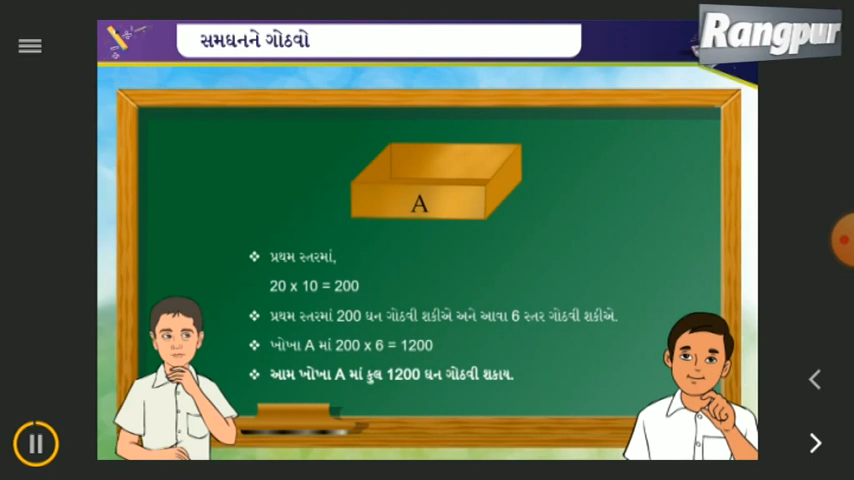 સમઘનને ગોઠવો
Rangpur
A
❖ પ્રથમ સ્તરમાં,
20 x 10 = 200
❖ પ્રથમ સ્તરમાં 200 ઘન ગોઠવી શકીએ અને આવા 6 સ્તર ગોઠવી શકીએ.
❖ ખોખા A માં 200 x 6 = 1200
❖ આમ ખોખા A માં કુલ 1200 ઘન ગોઠવી શકાય.